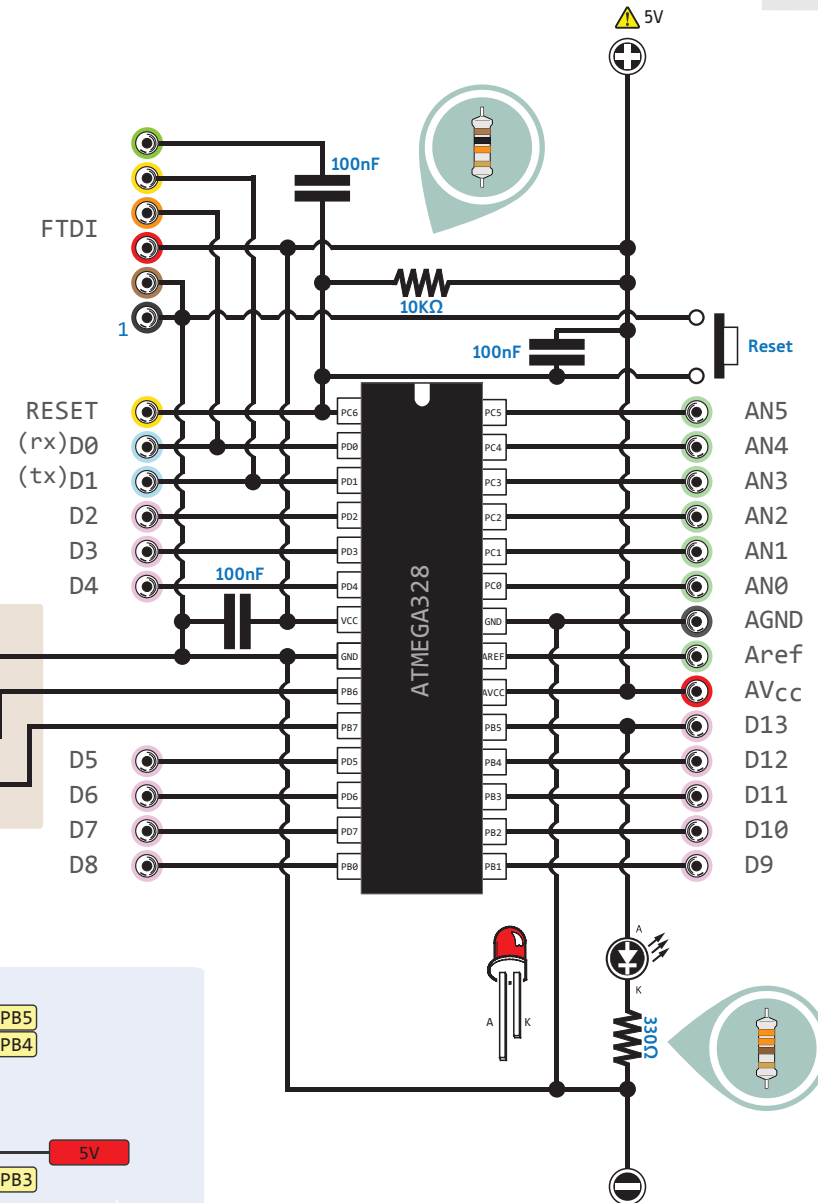 5V
100nF
FTDI
10KΩ
1
100nF
Reset
RESET
PC6
PC5
AN5
(rx)D0
PD0
PC4
AN4
(tx)D1
PD1
PC3
AN3
D2
PD2
PC2
AN2
D3
PD3
PC1
AN1
100nF
D4
PD4
PC0
AN0
ATMEGA328
VCC
GND
AGND
GND
AREF
Aref
PB6
AVCC
AVcc
PB7
PB5
D13
D5
PD5
PB4
D12
D6
PD6
PB3
D11
D7
PD7
PB2
D10
D8
PB0
PB1
D9
A
K
A K
330Ω
PB5
PB4
5V
PB3